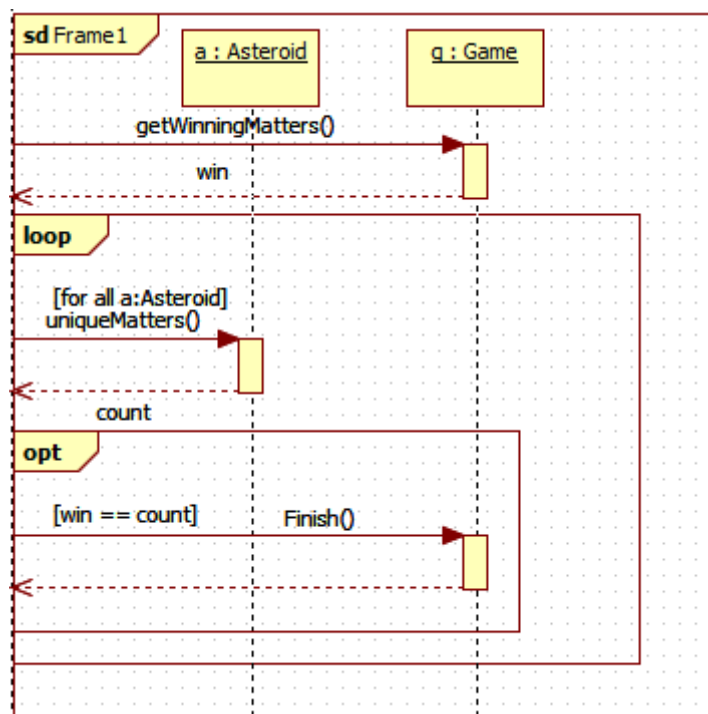 sd Frame1
a : Asteroid
g : Game
getWinningMatters()
win
loop
[for all a:Asteroid]
uniqueMatters()
count
opt
[win == count]
Finish()